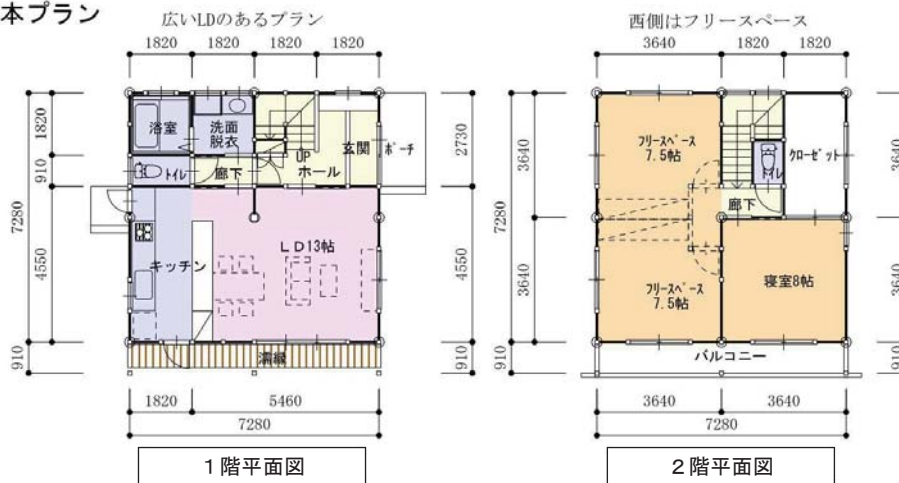 本プラン
広いLDのあるプラン
1820 1820 1820 1820
浴室
洗面
脱衣
UP
玄関
ポーチ
トイレ
廊下
ホール
キッチン
LD13帖
濡縁
1820
910
7280
4550
910
2730
4550
910
1820 5460
7280
1階平面図
西側はフリースペース
3640 1820 1820
フリースペース
7.5帖
トイレ
クローゼット
廊下
フリースペース
7.5帖
寝室8帖
バルコニー
3640
7280
3640
910
3640
3640
910
3640 3640
7280
2階平面図